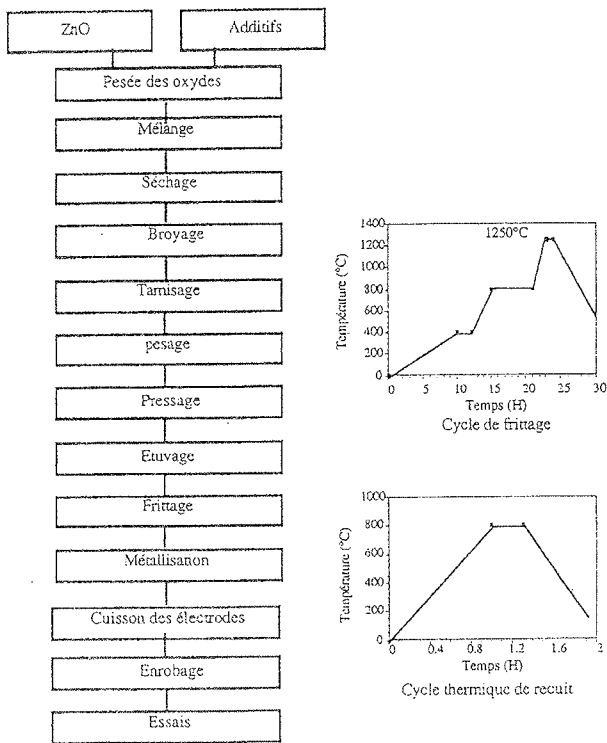 ZnO
Additifs
Pesée des oxydes
Mélange
Séchage
Broyage
Tamisage
pesage
Pressage
Etuvage
Frittage
Métallisation
Cuisson des électrodes
Enrobage
Essais
1400
1200
1000
800
600
400
200
0
1250°C
Température (°C)
0 5 10 15 20 25 30
Temps (H)
Cycle de frittage
1000
800
600
400
200
0
Température (°C)
0 0.4 0.8 1.2 1.6 2
Temps (H)
Cycle thermique de recuit